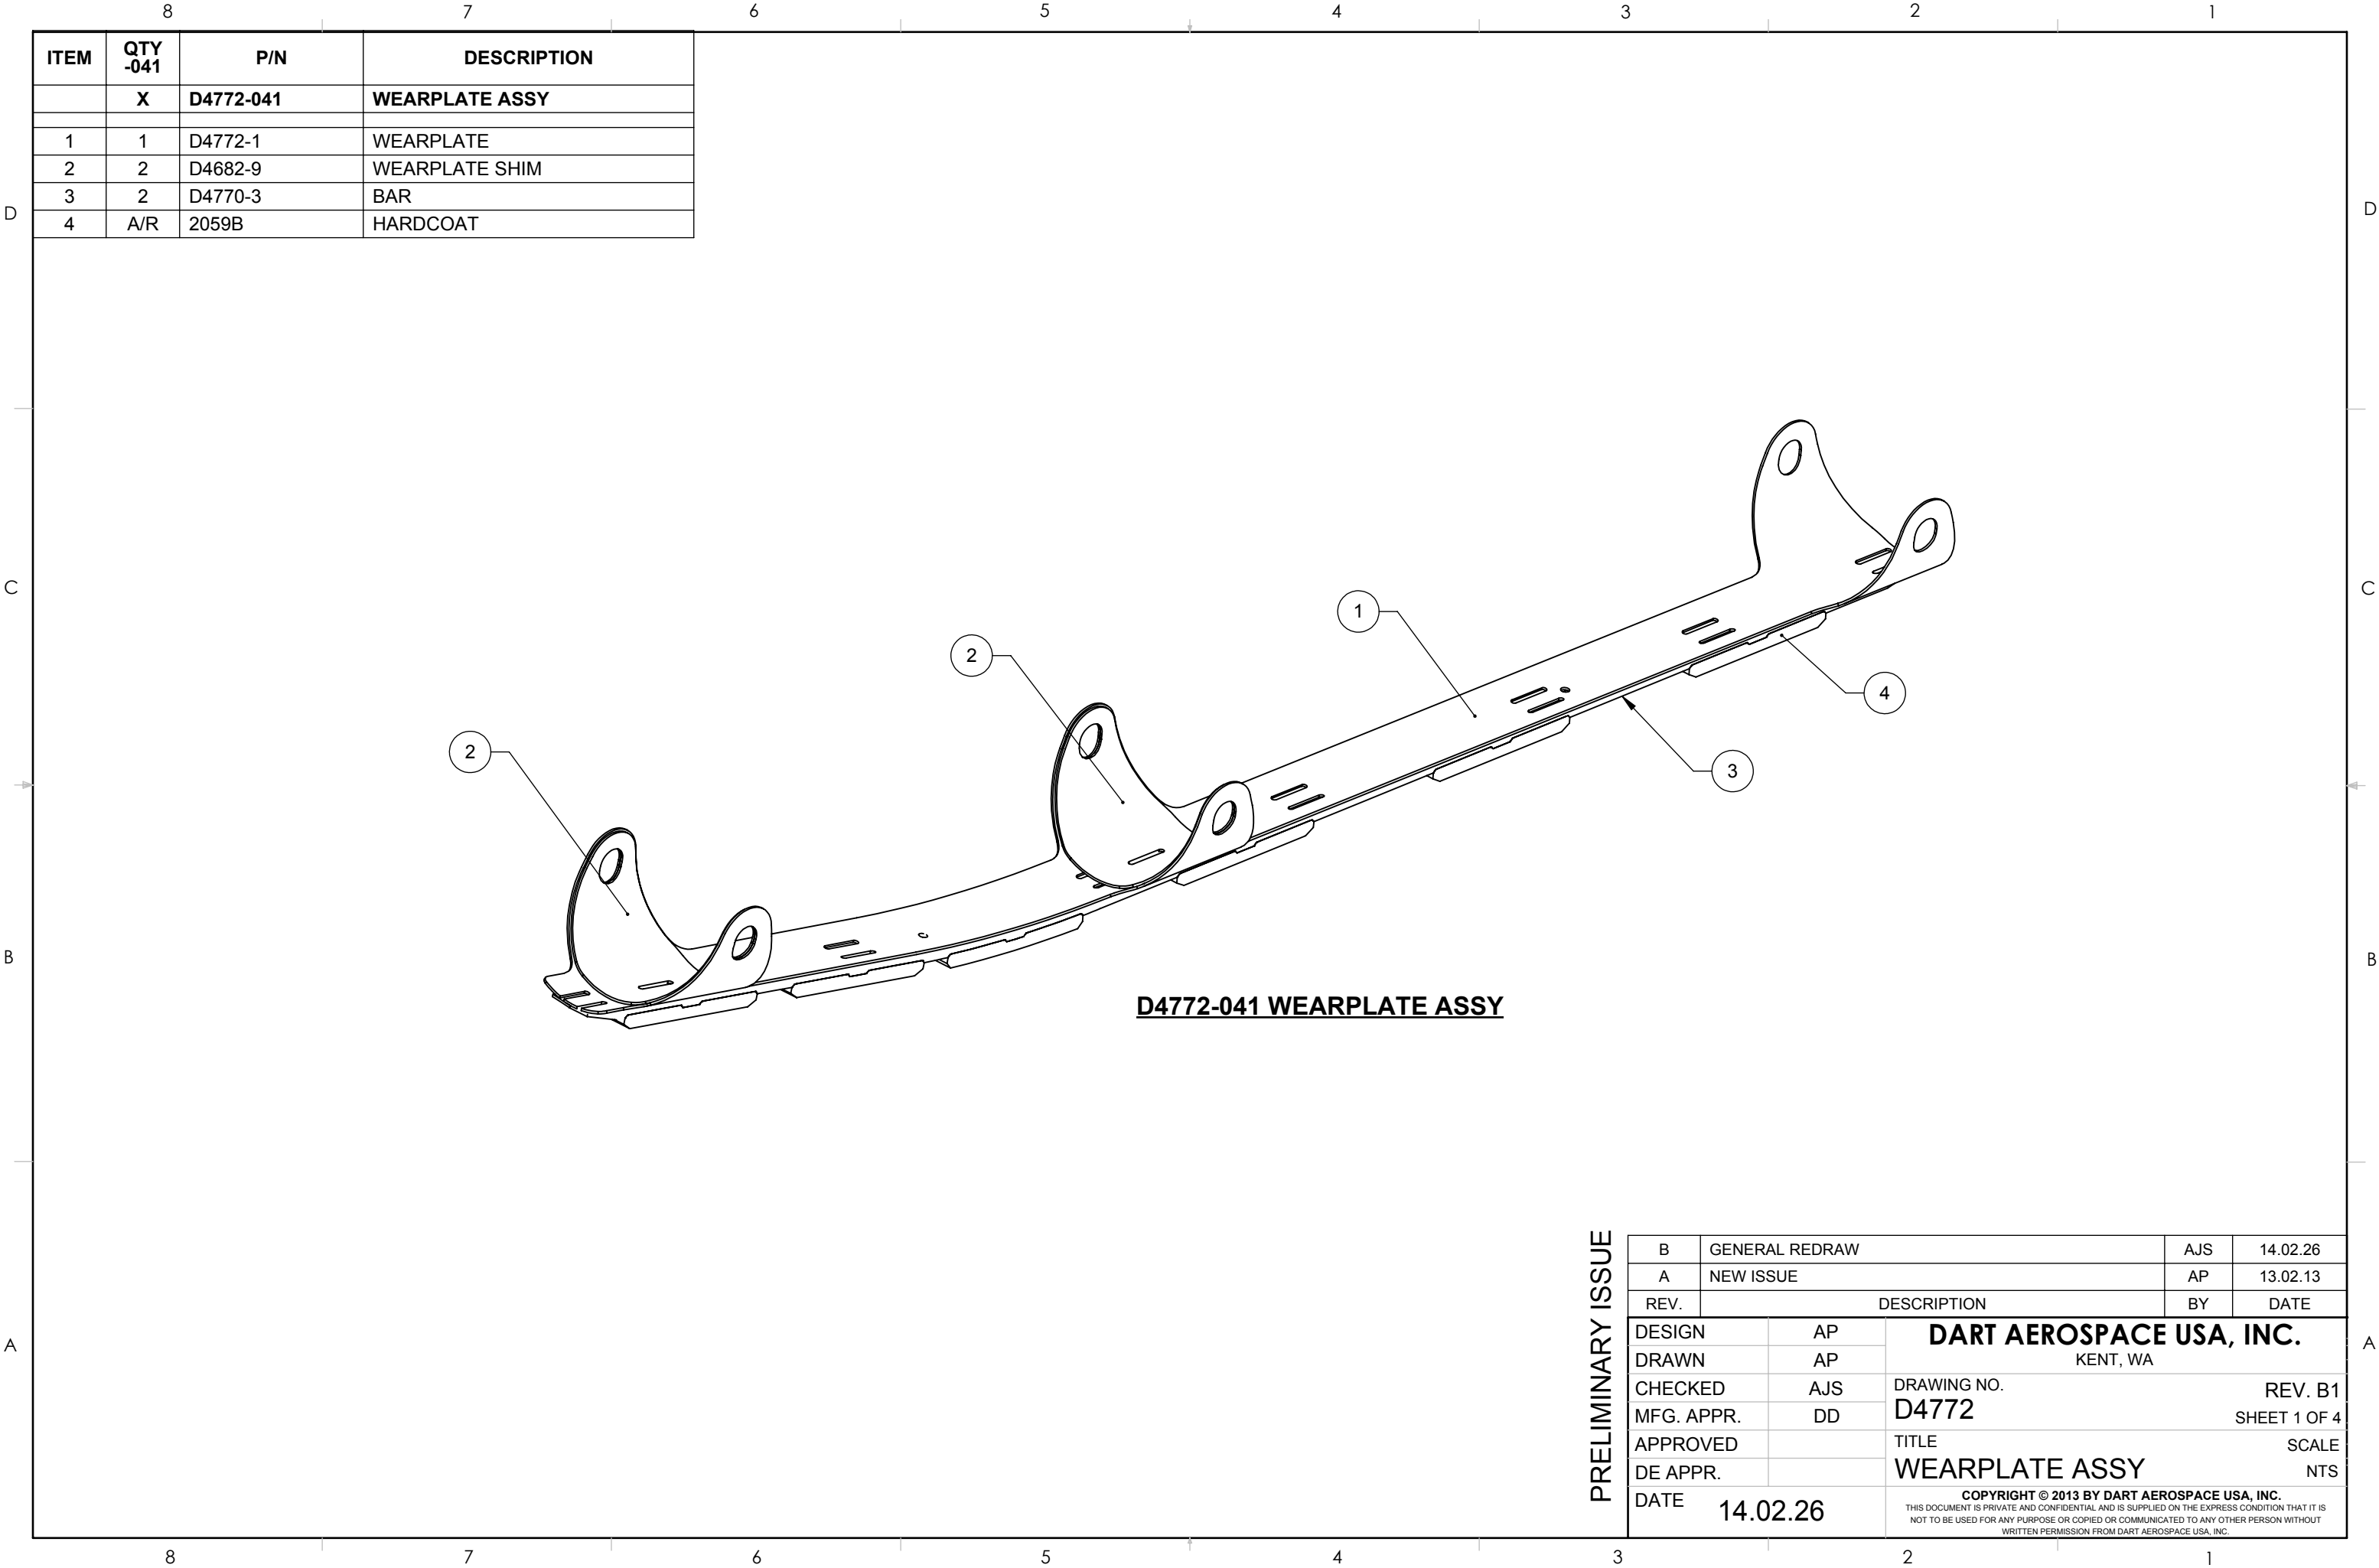 8 7 6 5 4 3 2 1
ITEM QTY -041 P/N DESCRIPTION
X D4772-041 WEARPLATE ASSY
1 1 D4772-1 WEARPLATE
2 2 D4682-9 WEARPLATE SHIM
3 2 D4770-3 BAR
4 A/R 2059B HARDCOAT
D D
C C
1
2
4
2
3
B B
D4772-041 WEARPLATE ASSY
PRELIMINARY ISSUE
B GENERAL REDRAW AJS 14.02.26
A NEW ISSUE AP 13.02.13
REV. DESCRIPTION BY DATE
A A
DESIGN AP
DRAWN AP
CHECKED AJS
MFG. APPR. DD
APPROVED
DE APPR.
DATE 14.02.26
DART AEROSPACE USA, INC.
KENT, WA
DRAWING NO. REV. B1
D4772 SHEET 1 OF 4
TITLE SCALE
WEARPLATE ASSY NTS
COPYRIGHT © 2013 BY DART AEROSPACE USA, INC.
THIS DOCUMENT IS PRIVATE AND CONFIDENTIAL AND IS SUPPLIED ON THE EXPRESS CONDITION THAT IT IS
NOT TO BE USED FOR ANY PURPOSE OR COPIED OR COMMUNICATED TO ANY OTHER PERSON WITHOUT
WRITTEN PERMISSION FROM DART AEROSPACE USA, INC.
8 7 6 5 4 3 2 1